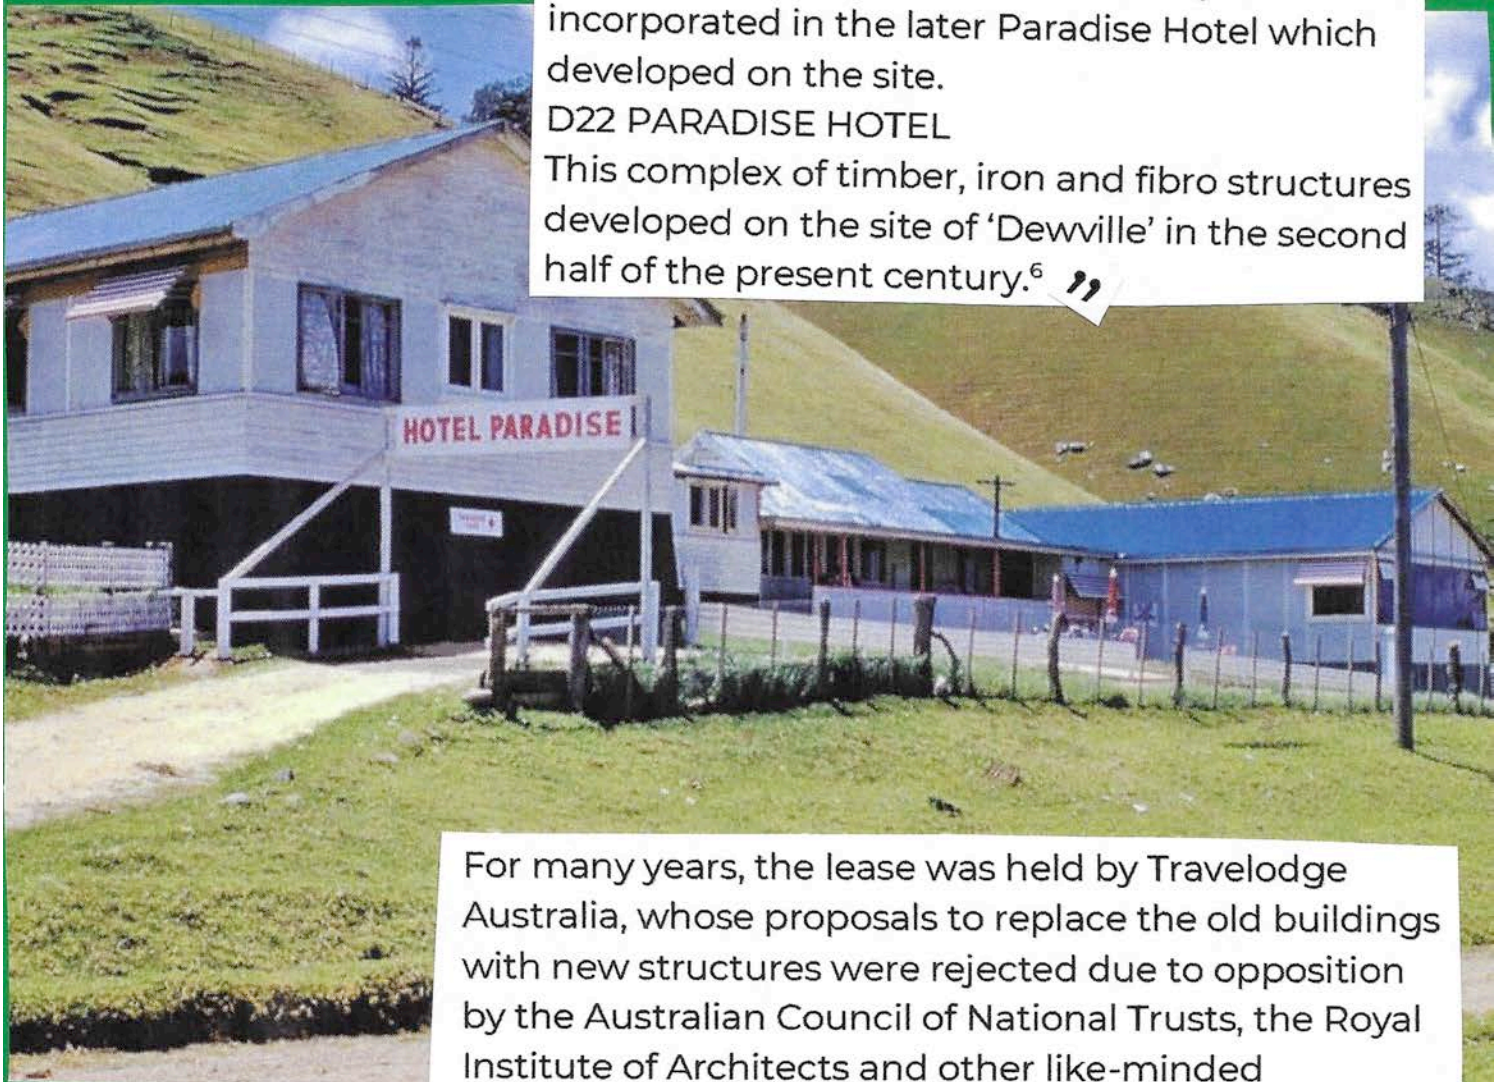 incorporated in the later Paradise Hotel which
developed on the site.
D22 PARADISE HOTEL
This complex of timber, iron and fibro structures
developed on the site of ‘Dewville’ in the second
half of the present century.⁶ ”
HOTEL PARADISE
For many years, the lease was held by Travelodge
Australia, whose proposals to replace the old buildings
with new structures were rejected due to opposition
by the Australian Council of National Trusts, the Royal
Institute of Architects and other like-minded